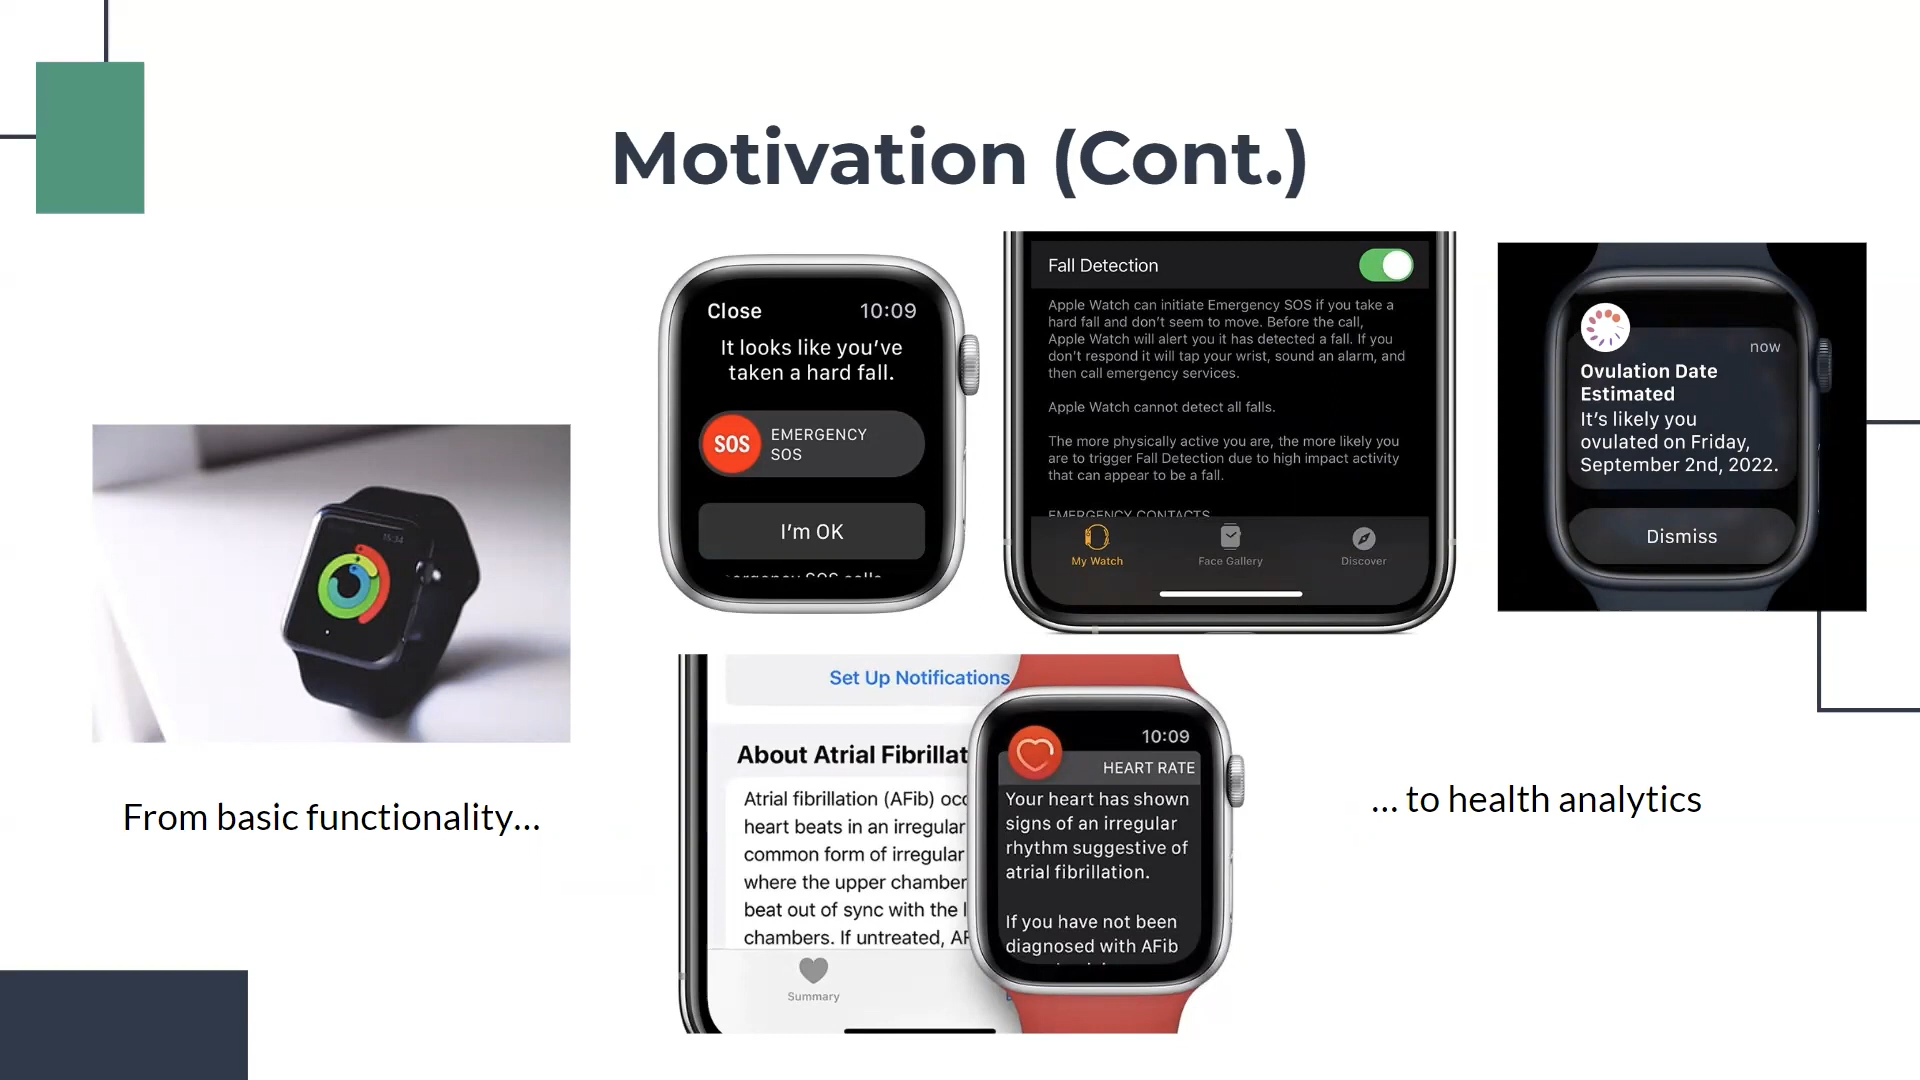 Motivation (Cont.)
15:34
From basic functionality...
Close 10:09
It looks like you've
taken a hard fall.
SOS EMERGENCY
SOS
I'm OK
Fall Detection
Apple Watch can initiate Emergency SOS if you take a
hard fall and don't seem to move. Before the call,
Apple Watch will alert you it has detected a fall. If you
don't respond it will tap your wrist, sound an alarm, and
then call emergency services.
Apple Watch cannot detect all falls.
The more physically active you are, the more likely you
are to trigger Fall Detection due to high impact activity
that can appear to be a fall.
EMERGENCY CONTACTS
My Watch Face Gallery Discover
now
Ovulation Date
Estimated
It's likely you
ovulated on Friday,
September 2nd, 2022.
Dismiss
Set Up Notifications
About Atrial Fibrillat
Atrial fibrillation (AFib) occ
heart beats in an irregular
common form of irregular
where the upper chamber
beat out of sync with the l
chambers. If untreated, AF
Summary
10:09
HEART RATE
Your heart has shown
signs of an irregular
rhythm suggestive of
atrial fibrillation.
If you have not been
diagnosed with AFib
... to health analytics